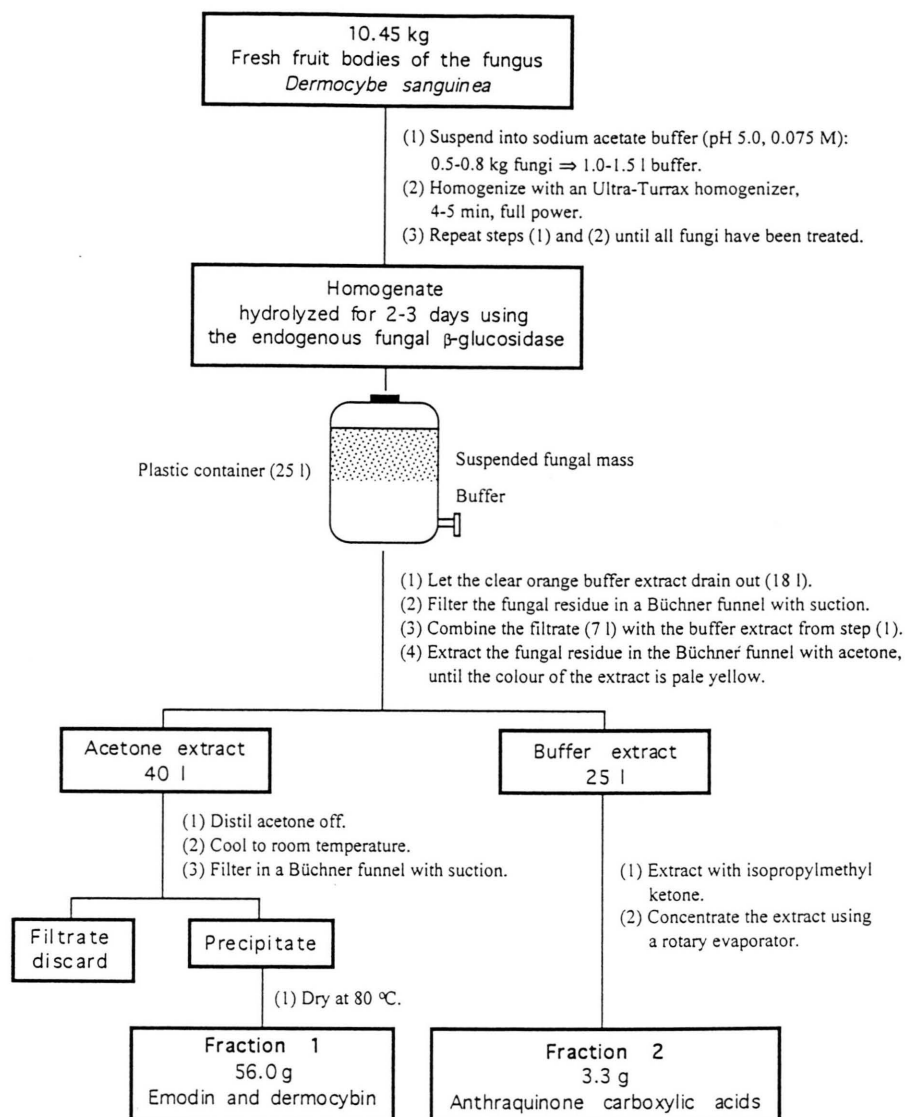 10.45 kg
Fresh fruit bodies of the fungus
Dermocybe sanguinea
(1) Suspend into sodium acetate buffer (pH 5.0, 0.075 M):
0.5-0.8 kg fungi ⇒ 1.0-1.5 l buffer.
(2) Homogenize with an Ultra-Turrax homogenizer,
4-5 min, full power.
(3) Repeat steps (1) and (2) until all fungi have been treated.
Homogenate
hydrolyzed for 2-3 days using
the endogenous fungal β-glucosidase
Plastic container (25 l)
Suspended fungal mass
Buffer
(1) Let the clear orange buffer extract drain out (18 l).
(2) Filter the fungal residue in a Büchner funnel with suction.
(3) Combine the filtrate (7 l) with the buffer extract from step (1).
(4) Extract the fungal residue in the Büchner funnel with acetone,
until the colour of the extract is pale yellow.
Acetone extract
40 l
Buffer extract
25 l
(1) Distil acetone off.
(2) Cool to room temperature.
(3) Filter in a Büchner funnel with suction.
(1) Extract with isopropylmethyl
ketone.
(2) Concentrate the extract using
a rotary evaporator.
Filtrate
discard
Precipitate
(1) Dry at 80 ºC.
Fraction 1
56.0 g
Emodin and dermocybin
Fraction 2
3.3 g
Anthraquinone carboxylic acids